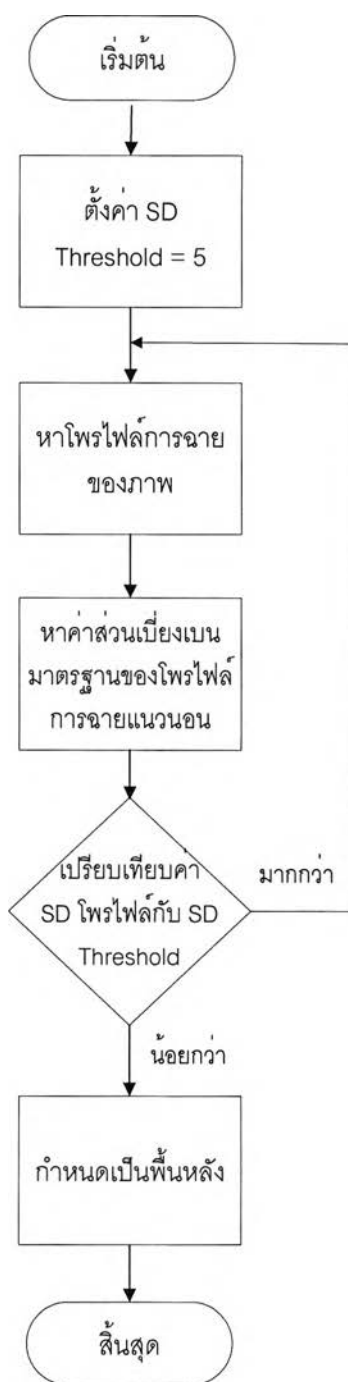 เริ่มต้น
ตั้งค่า SD
Threshold = 5
หาโพรไฟล์การฉาย
ของภาพ
หาค่าส่วนเบี่ยงเบน
มาตรฐานของโพรไฟล์
การฉายแนวนอน
เปรียบเทียบค่า
SD โพรไฟล์กับ SD
Threshold
มากกว่า
น้อยกว่า
กำหนดเป็นพื้นหลัง
สิ้นสุด